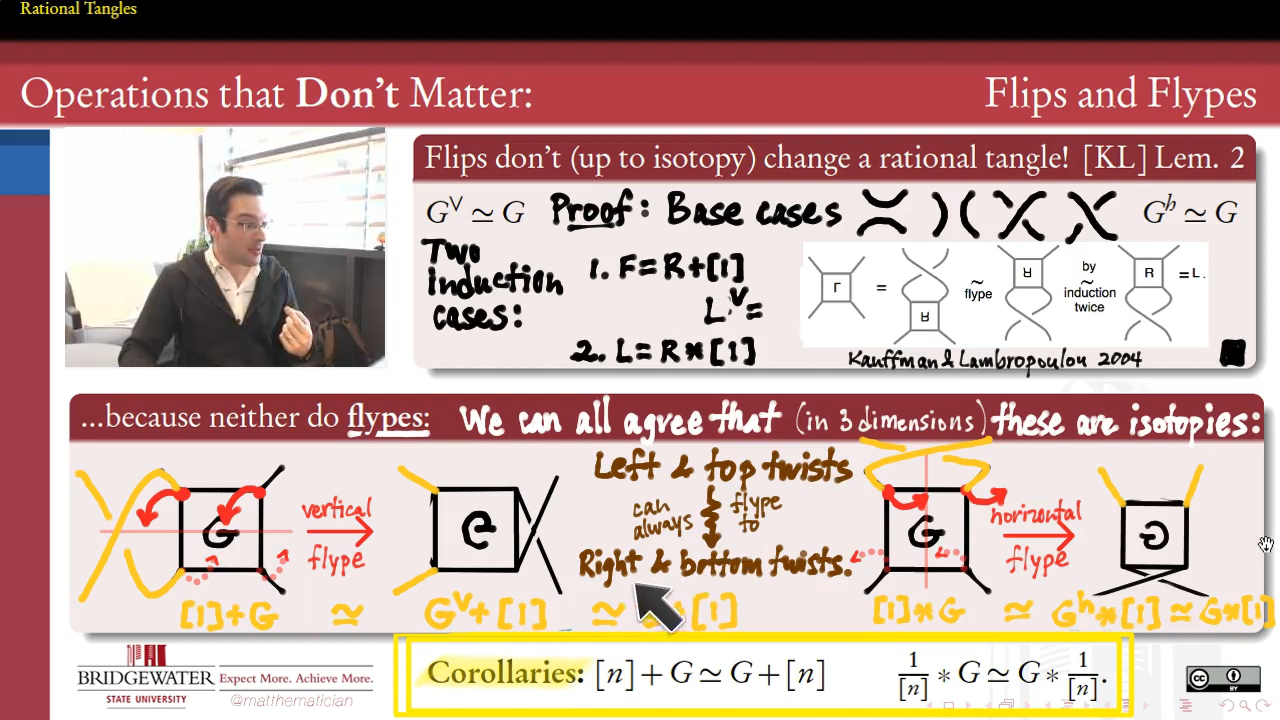 Rational Tangles
Operations that Don't Matter:
Flips and Flypes
Flips don't (up to isotopy) change a rational tangle! [KL] Lem. 2
G^V ≃ G Proof: Base cases G^h ≃ G
Two induction cases:
1. F=R+[1]
L^V=
2. L=R*[1]
L = R ~ flype R by ~ induction twice R =L.
Kauffman & Lambropoulou 2004
...because neither do flypes: We can all agree that (in 3 dimensions) these are isotopies:
Left & top twists
can always flype to
Right & bottom twists.
G vertical flype G
G horizontal flype G
[1]+G ≃ G^V+[1] ≃ +[1]
[1]*G ≃ G^h*[1] ≃ G*[1]
Corollaries: [n]+G≃G+[n] 1/[n] * G≃G* 1/[n].
BRIDGEWATER
STATE UNIVERSITY
Expect More. Achieve More.
@matthematician
CC BY